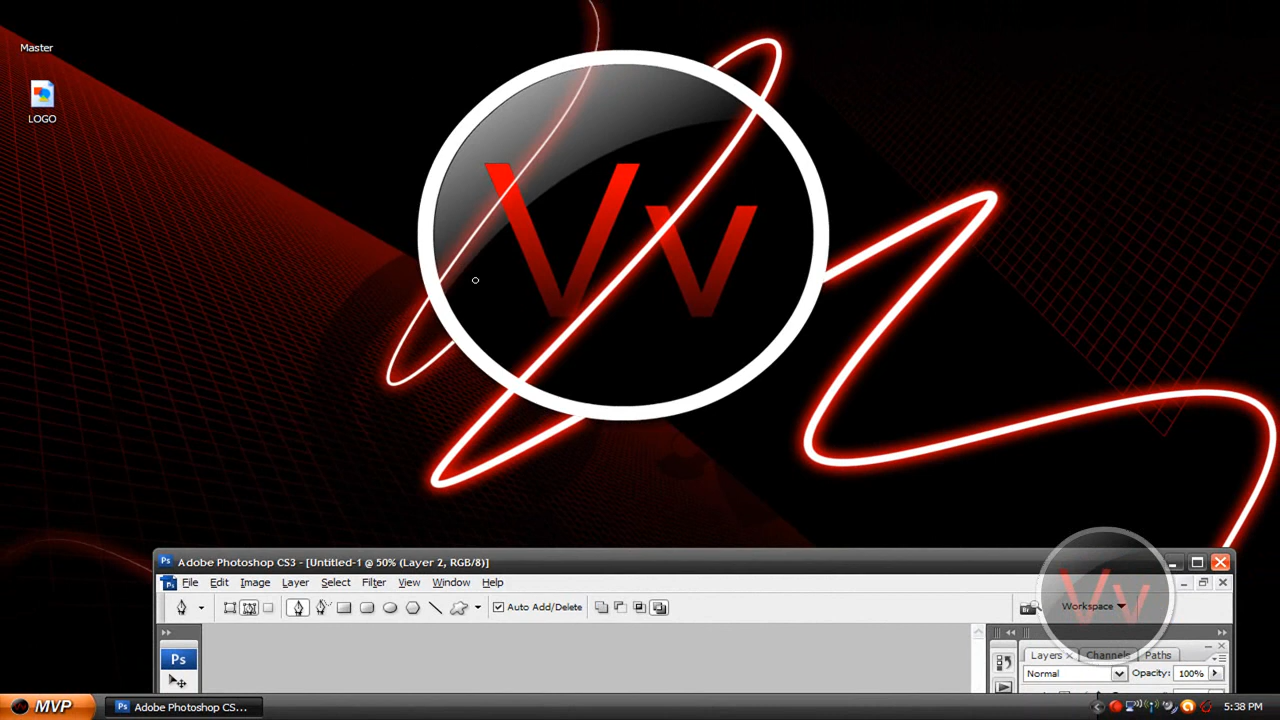 Master
LOGO
Vv
Adobe Photoshop CS3 - [Untitled-1 @ 50% (Layer 2, RGB/8)]
File Edit Image Layer Select Filter View Window Help
Auto Add/Delete
Workspace
Vv
Ps
Layers × Channels Paths
Normal Opacity: 100%
MVP
Ps Adobe Photoshop CS...
5:38 PM